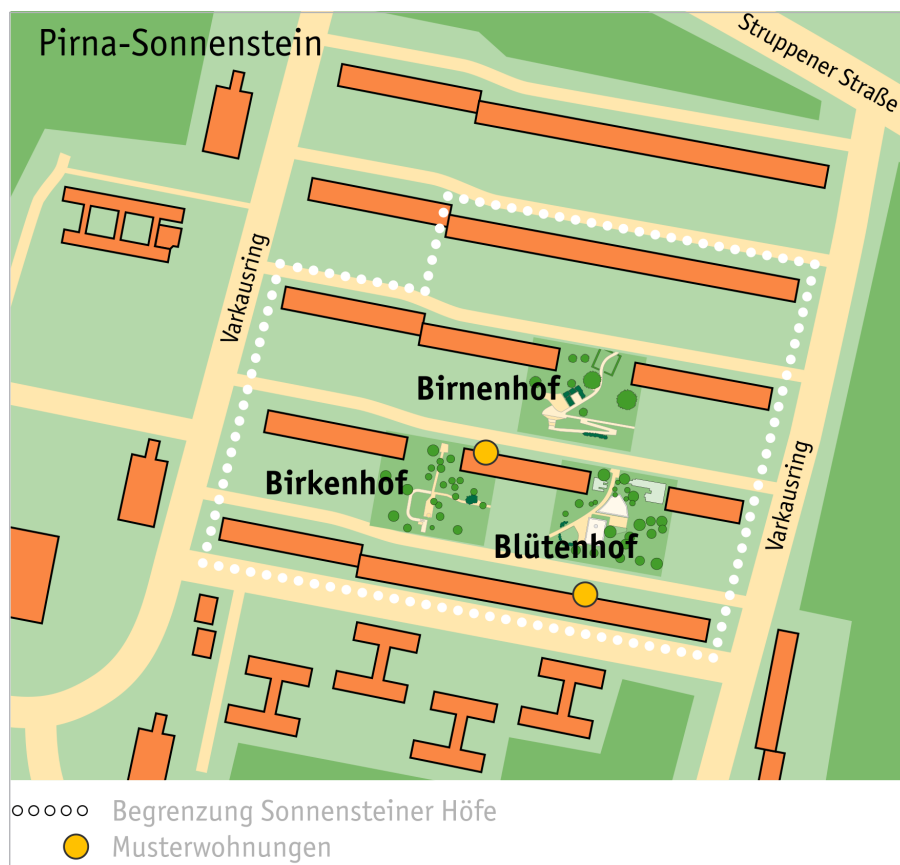 Pirna-Sonnenstein
Struppener Straße
Varkausring
Birnenhof
Birkenhof
Varkausring
Blütenhof
Begrenzung Sonnensteiner Höfe
Musterwohnungen